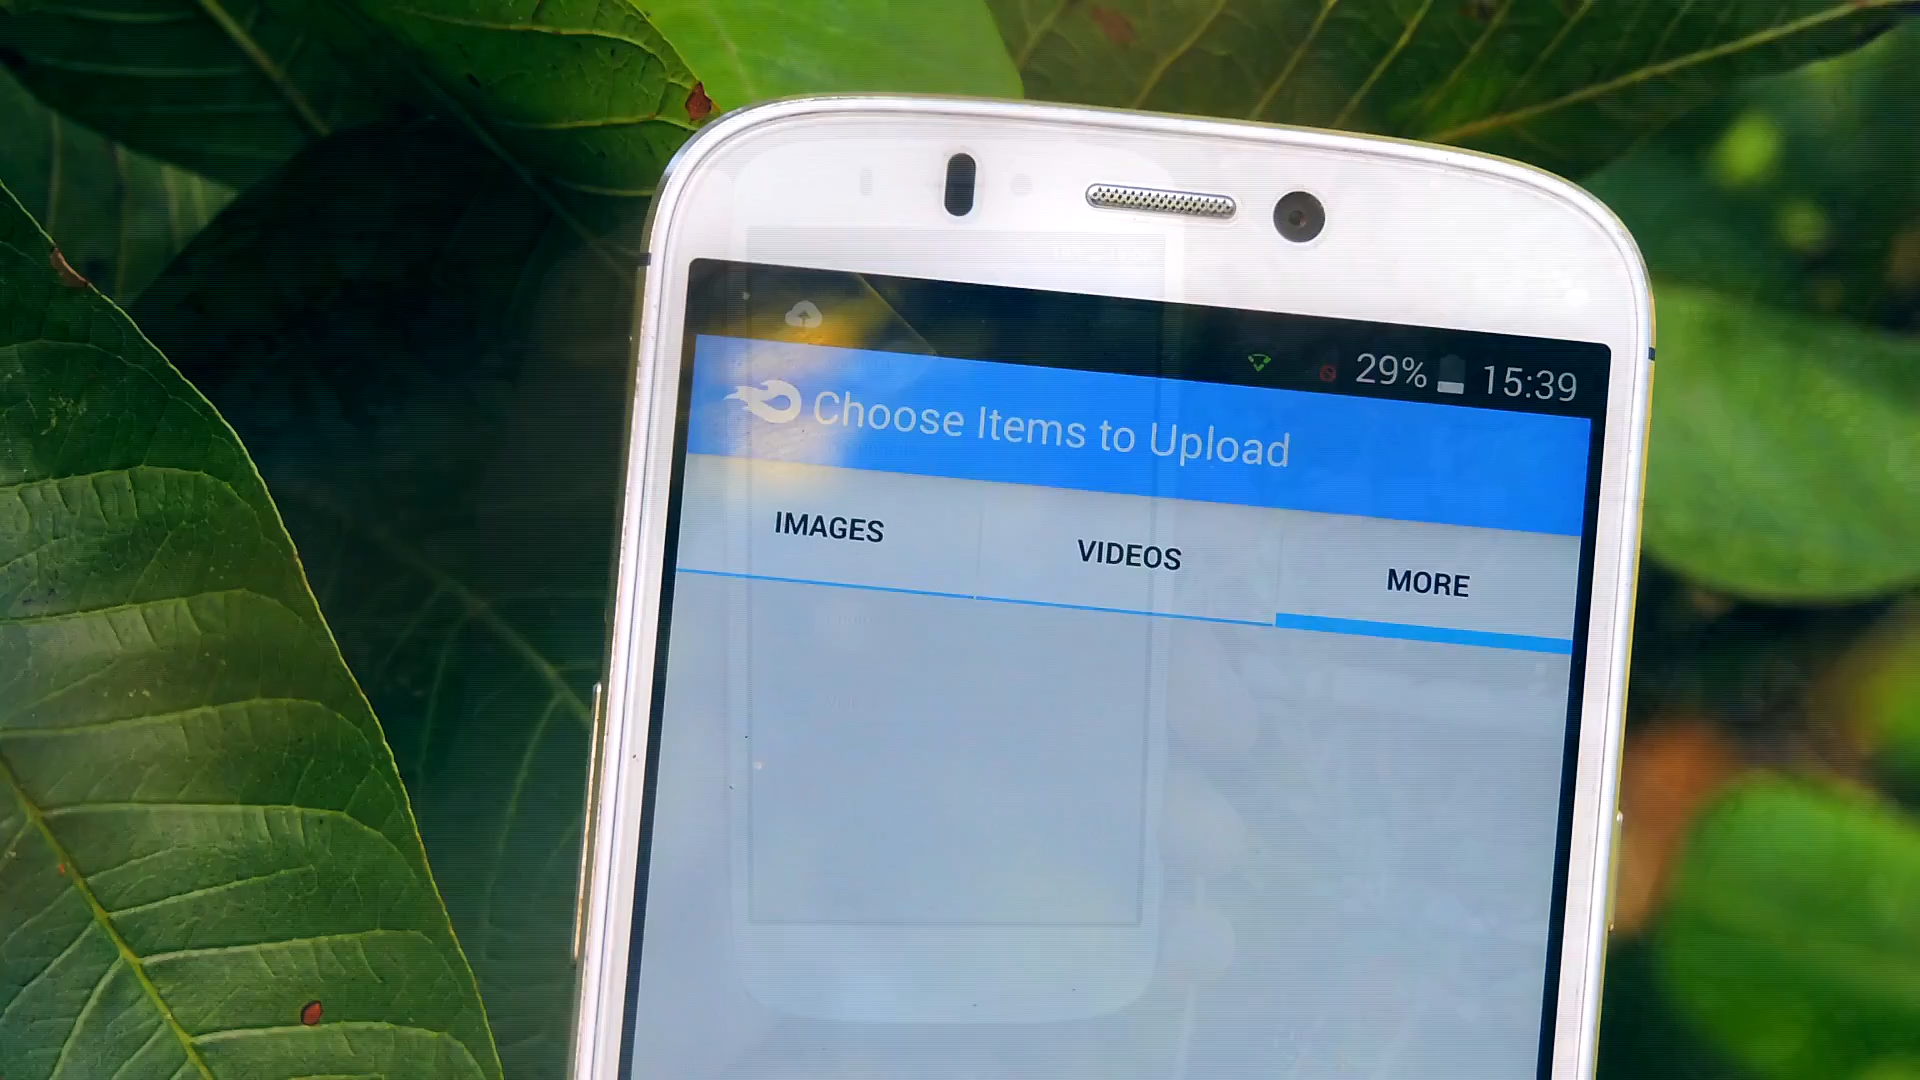 29% 15:39
Choose Items to Upload
IMAGES
VIDEOS
MORE